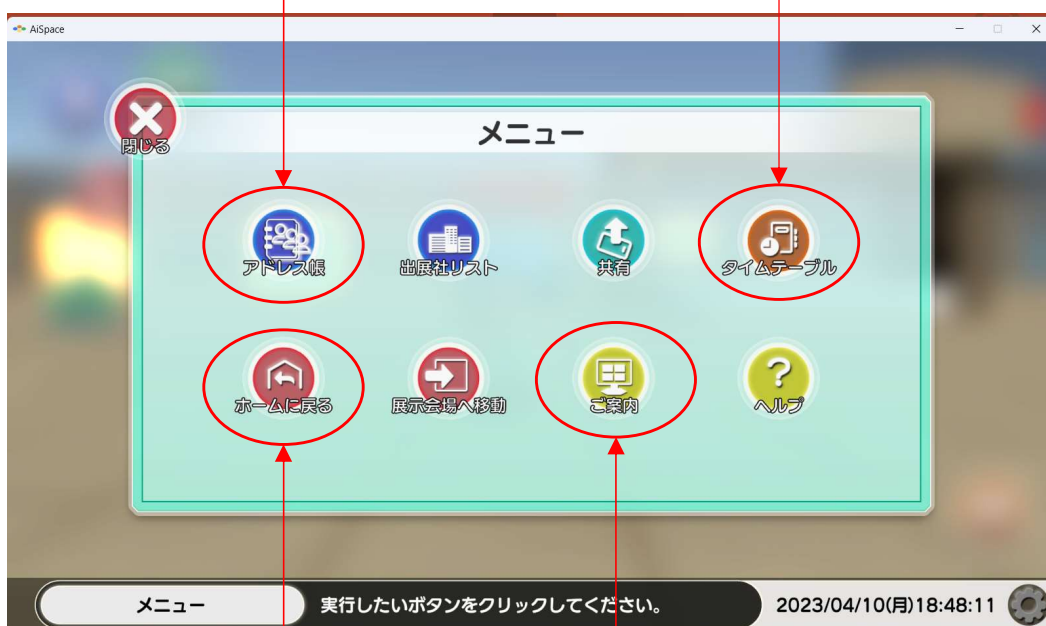 AiSpace
メニュー
閉じる
アドレス帳
出展社リスト
共有
タイムテーブル
ホームに戻る
展示会場へ移動
ご案内
ヘルプ
メニュー
実行したいボタンをクリックしてください。
2023/04/10(月)18:48:11